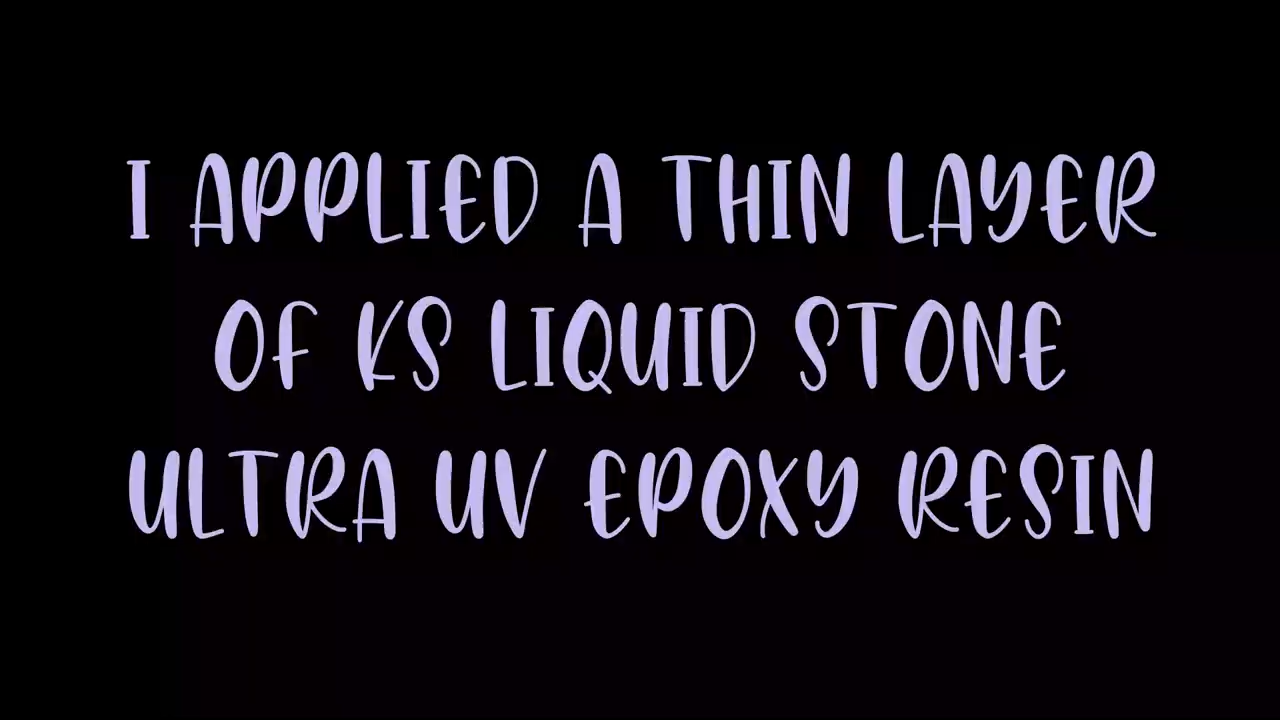 I APPLIED A THIN LAYER
OF KS LIQUID STONE
ULTRA UV EPOXY RESIN